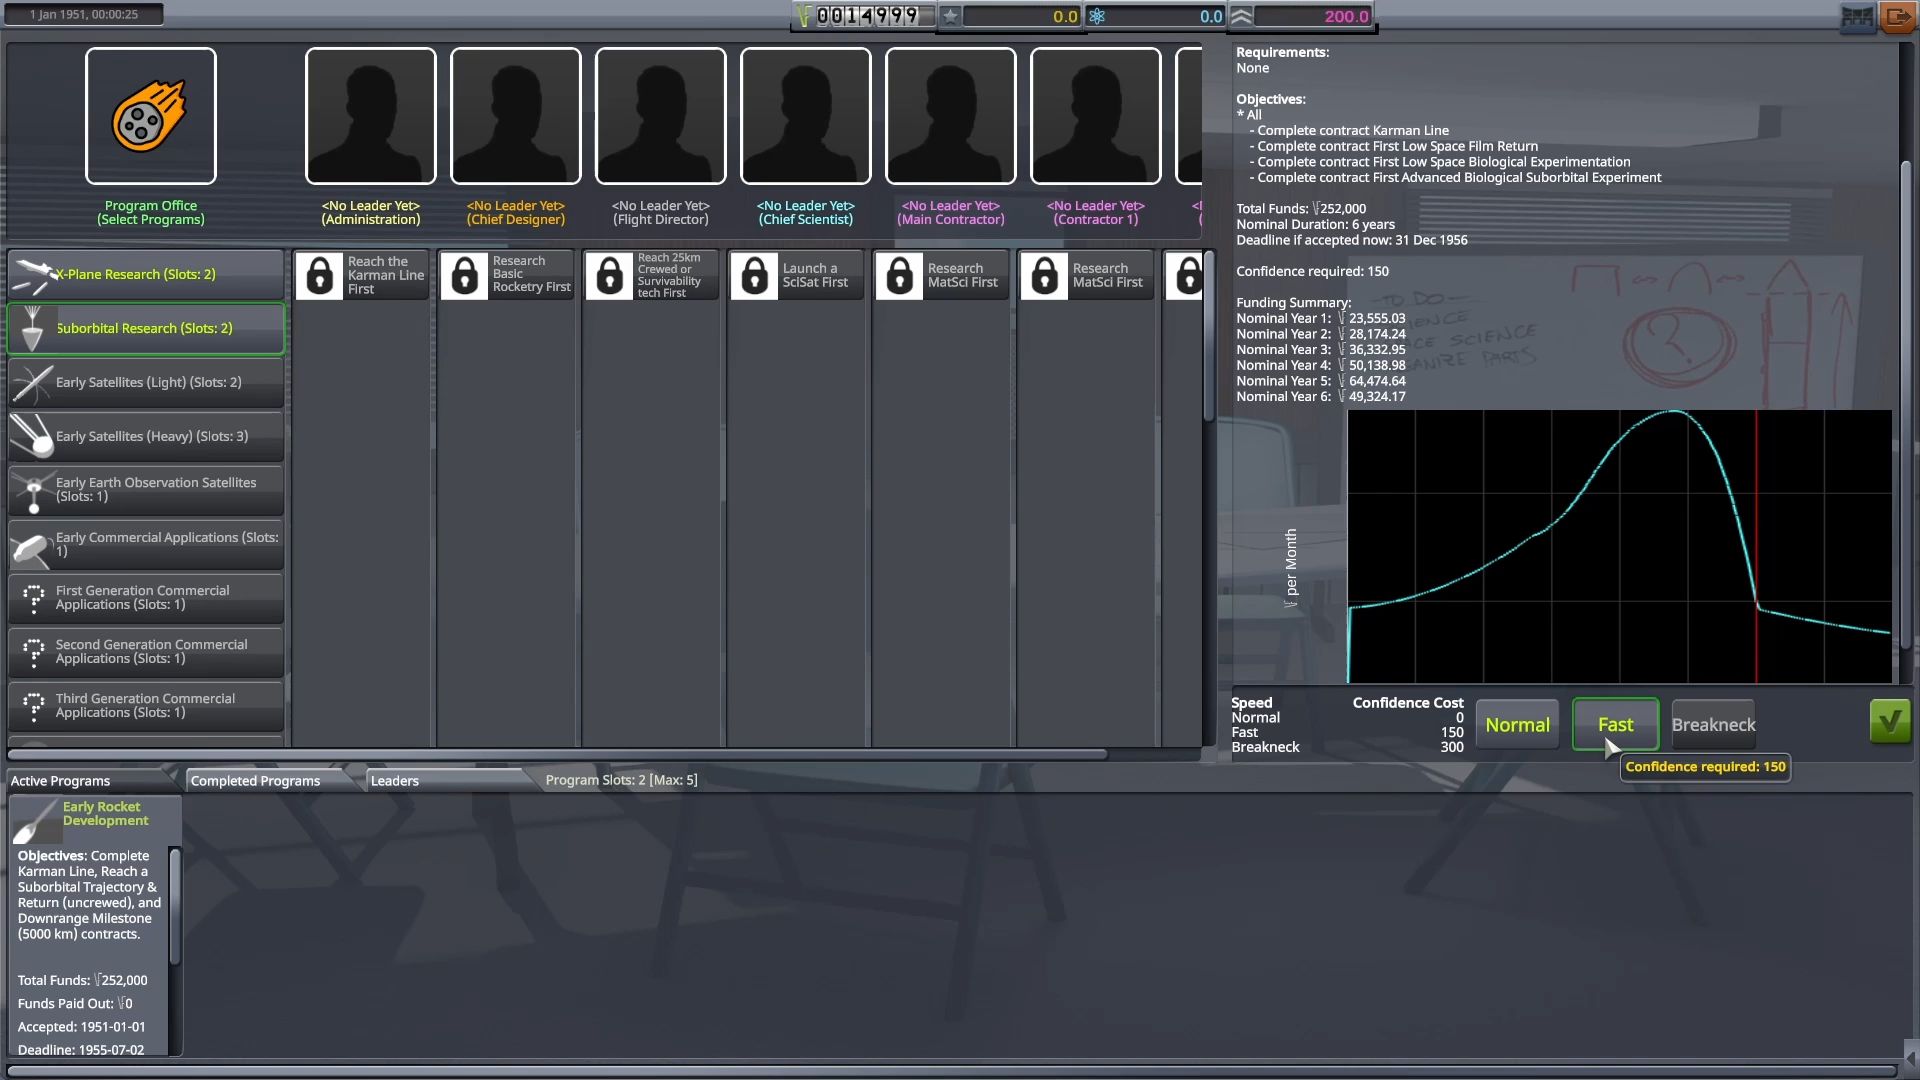 1 Jan 1951, 00:00:25
0014999
0.0
0.0
200.0
Program Office
(Select Programs)
<No Leader Yet>
(Administration)
<No Leader Yet>
(Chief Designer)
<No Leader Yet>
(Flight Director)
<No Leader Yet>
(Chief Scientist)
<No Leader Yet>
(Main Contractor)
<No Leader Yet>
(Contractor 1)
X-Plane Research (Slots: 2)
Suborbital Research (Slots: 2)
Early Satellites (Light) (Slots: 2)
Early Satellites (Heavy) (Slots: 3)
Early Earth Observation Satellites
(Slots: 1)
Early Commercial Applications (Slots:
1)
First Generation Commercial
Applications (Slots: 1)
Second Generation Commercial
Applications (Slots: 1)
Third Generation Commercial
Applications (Slots: 1)
Reach the
Karman Line
First
Research
Basic
Rocketry First
Reach 25km
Crewed or
Survivability
tech First
Launch a
SciSat First
Research
MatSci First
Research
MatSci First
Requirements:
None
Objectives:
* All
- Complete contract Karman Line
- Complete contract First Low Space Film Return
- Complete contract First Low Space Biological Experimentation
- Complete contract First Advanced Biological Suborbital Experiment
Total Funds: 252,000
Nominal Duration: 6 years
Deadline if accepted now: 31 Dec 1956
Confidence required: 150
Funding Summary:
Nominal Year 1: 23,555.03
Nominal Year 2: 28,174.24
Nominal Year 3: 36,332.95
Nominal Year 4: 50,138.98
Nominal Year 5: 64,474.64
Nominal Year 6: 49,324.17
per Month
Speed
Confidence Cost
Normal
0
Fast
150
Breakneck
300
Normal
Fast
Breakneck
Confidence required: 150
Active Programs
Completed Programs
Leaders
Program Slots: 2 [Max: 5]
Early Rocket
Development
Objectives: Complete
Karman Line, Reach a
Suborbital Trajectory &
Return (uncrewed), and
Downrange Milestone
(5000 km) contracts.
Total Funds: 252,000
Funds Paid Out: 0
Accepted: 1951-01-01
Deadline: 1955-07-02